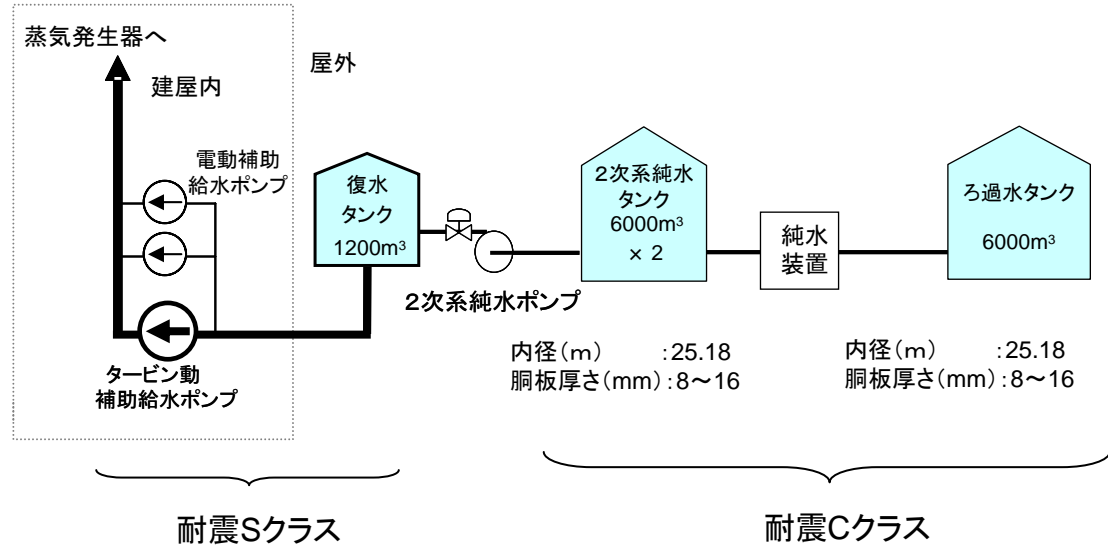 蒸気発生器へ
建屋内
屋外
電動補助
給水ポンプ
タービン動
補助給水ポンプ
復水
タンク
1200m³
2次系純水ポンプ
2次系純水
タンク
6000m³
× 2
純水
装置
ろ過水タンク
6000m³
内径(m) :25.18
胴板厚さ(mm):8~16
内径(m) :25.18
胴板厚さ(mm):8~16
耐震Sクラス
耐震Cクラス